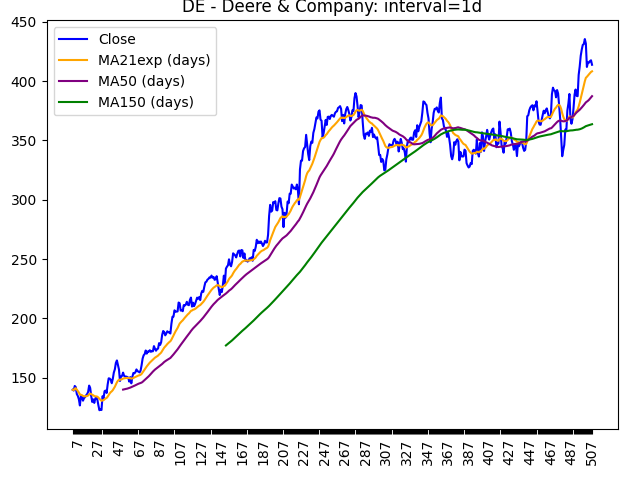 DE - Deere & Company: interval=1d
Close
MA21exp (days)
MA50 (days)
MA150 (days)
450
400
350
300
250
200
150
7 27 47 67 87 107 127 147 167 187 207 227 247 267 287 307 327 347 367 387 407 427 447 467 487 507